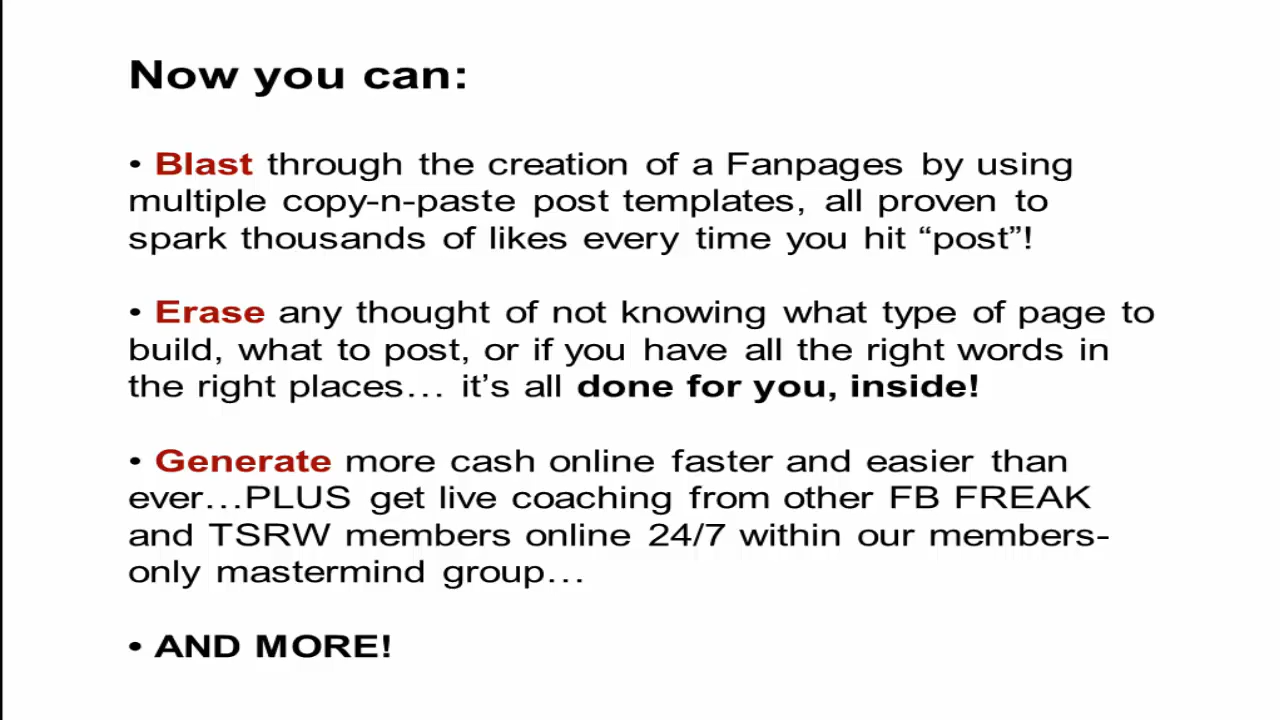 Now you can:
• Blast through the creation of a Fanpages by using
multiple copy-n-paste post templates, all proven to
spark thousands of likes every time you hit “post”!
• Erase any thought of not knowing what type of page to
build, what to post, or if you have all the right words in
the right places… it’s all done for you, inside!
• Generate more cash online faster and easier than
ever…PLUS get live coaching from other FB FREAK
and TSRW members online 24/7 within our members-
only mastermind group…
• AND MORE!